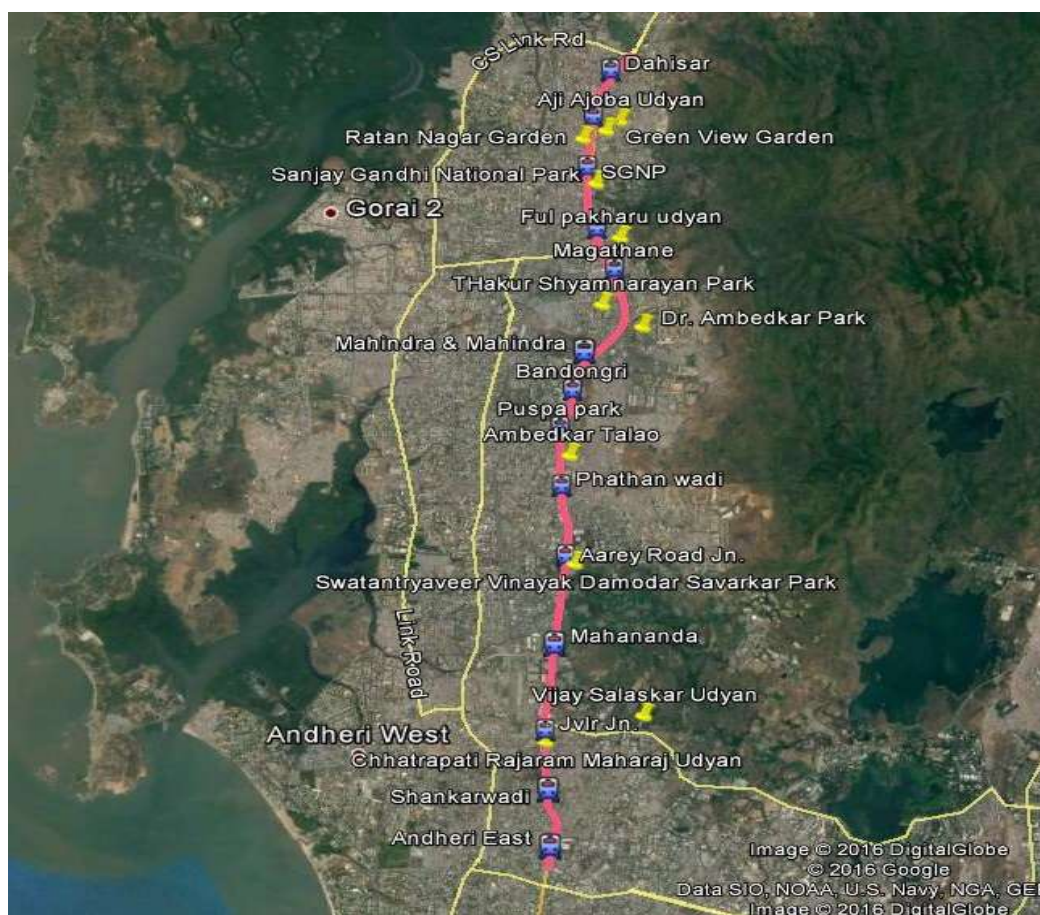 CS Link Rd
Dahisar
Aji Ajoba Udyan
Ratan Nagar Garden
Green View Garden
Sanjay Gandhi National Park
SGNP
Gorai 2
Ful pakharu udyan
Magathane
THakur Shyamnarayan Park
Dr. Ambedkar Park
Mahindra & Mahindra
Bandongri
Puspa park
Ambedkar Talao
Phathan wadi
Aarey Road Jn.
Swatantryaveer Vinayak Damodar Savarkar Park
Link Road
Mahananda
Vijay Salaskar Udyan
Jvlr Jn.
Andheri West
Chhatrapati Rajaram Maharaj Udyan
Shankarwadi
Andheri East
Image © 2016 DigitalGlobe
© 2016 Google
Data SIO, NOAA, U.S. Navy, NGA, GE
Image © 2016 DigitalGlobe